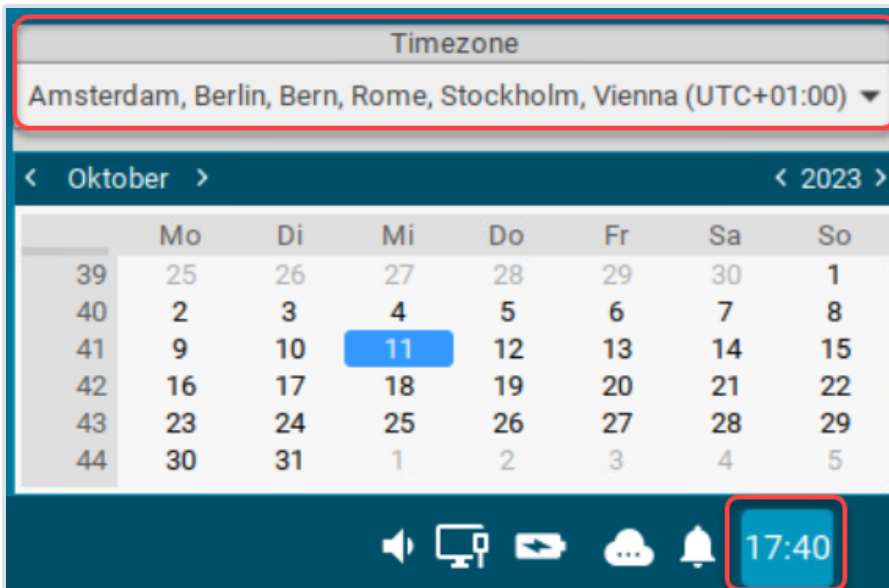 Timezone
Amsterdam, Berlin, Bern, Rome, Stockholm, Vienna (UTC+01:00)
< Oktober > < 2023 >
Mo Di Mi Do Fr Sa So
39 25 26 27 28 29 30 1
40 2 3 4 5 6 7 8
41 9 10 11 12 13 14 15
42 16 17 18 19 20 21 22
43 23 24 25 26 27 28 29
44 30 31 1 2 3 4 5
17:40